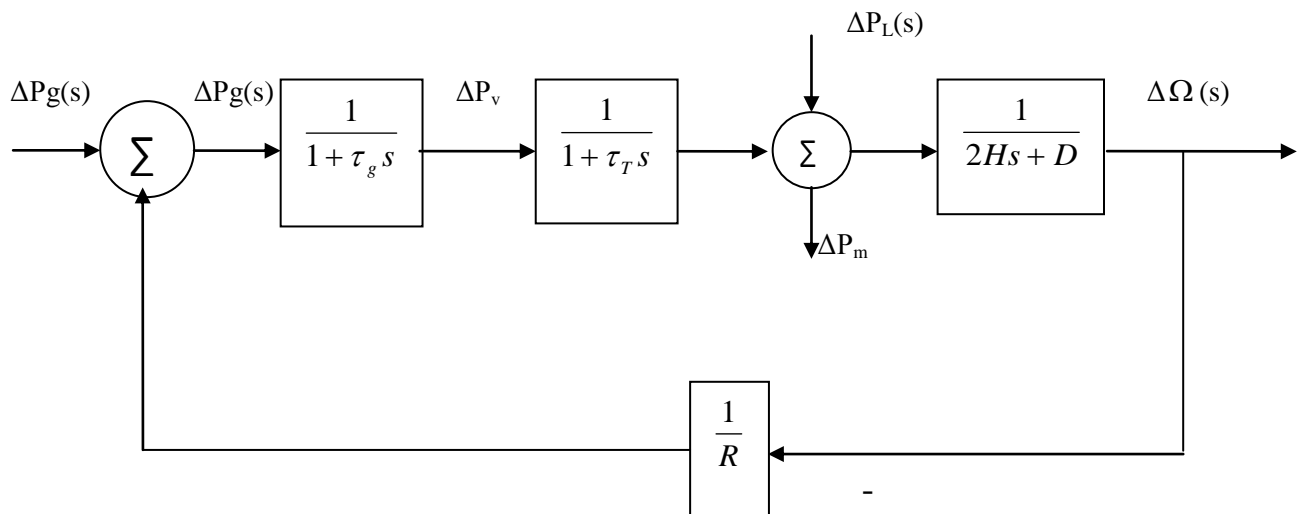 ΔP_L(s)
ΔPg(s)
ΔPg(s)
ΔP_v
ΔΩ(s)
∑
1
1 + τ_g s
1
1 + τ_T s
∑
1
2Hs + D
ΔP_m
1
R
-